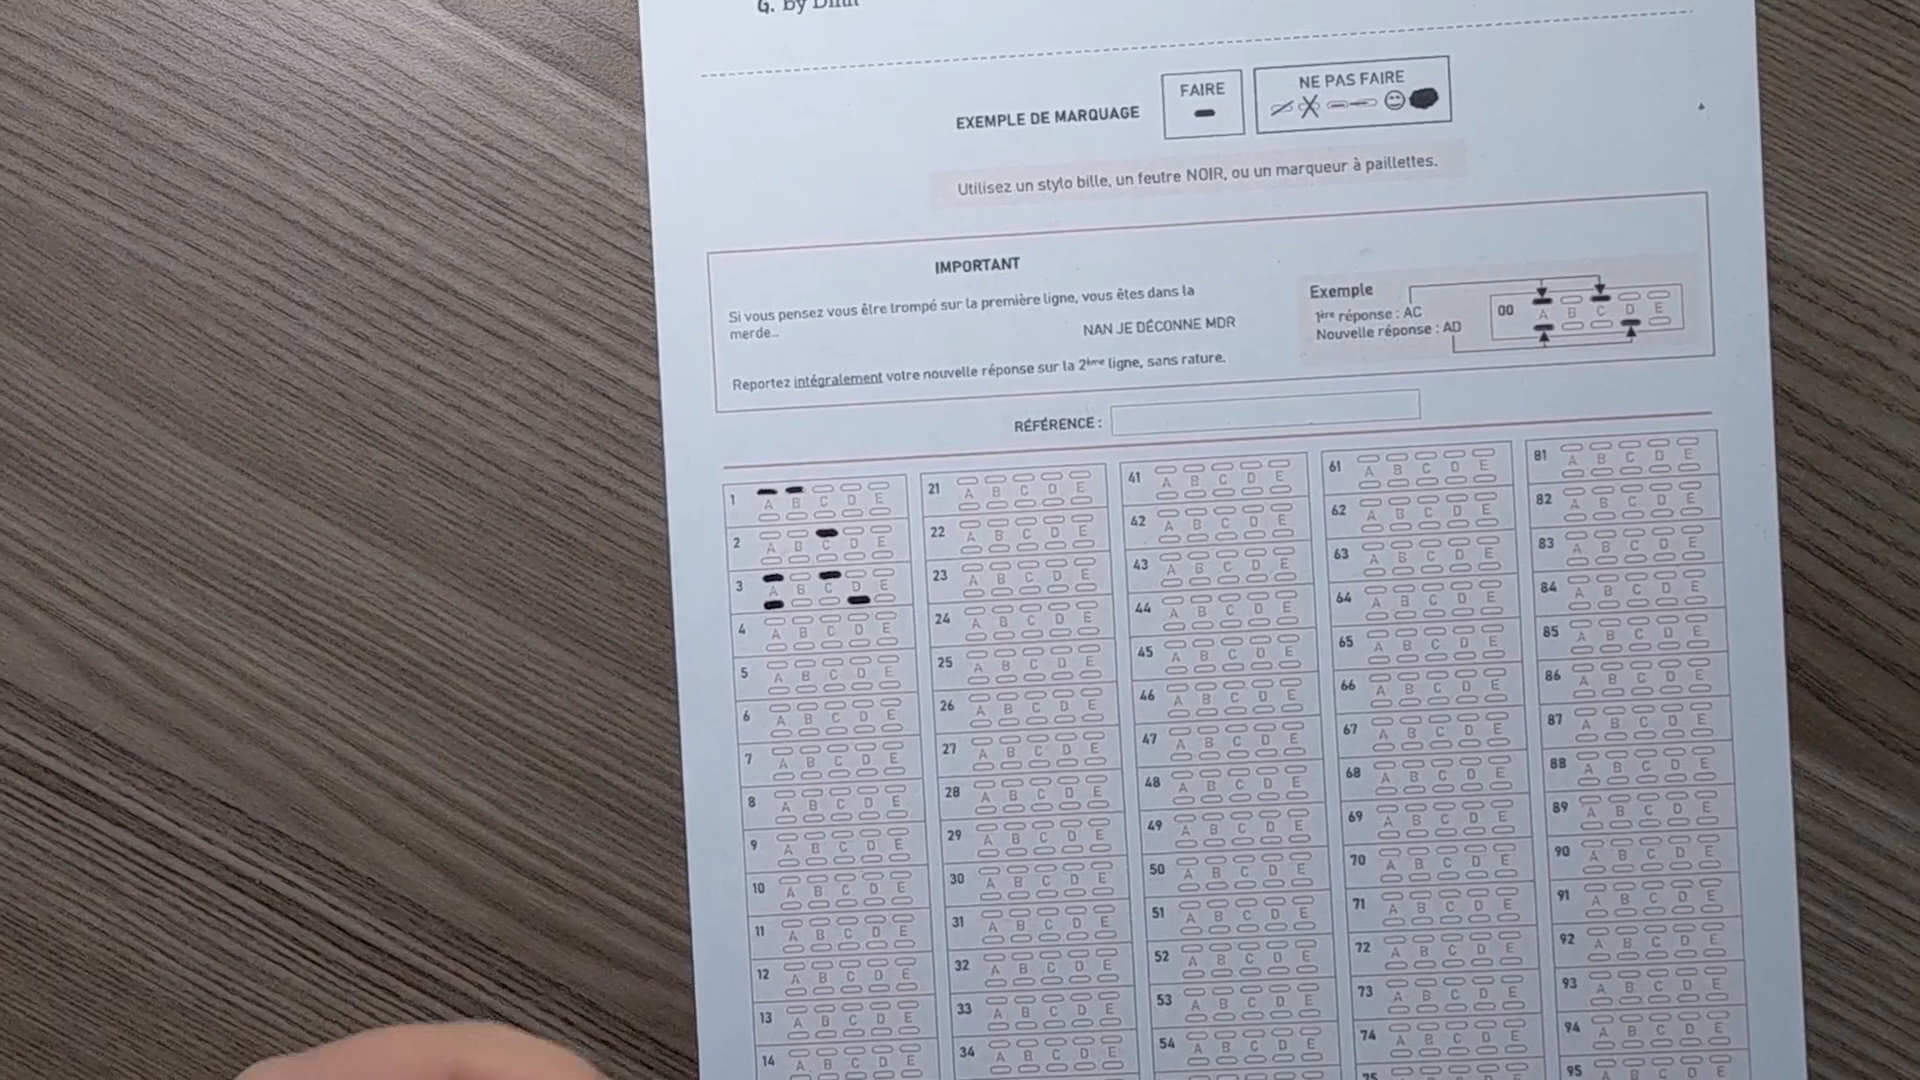 G. by Dinn
EXEMPLE DE MARQUAGE
FAIRE
NE PAS FAIRE
Utilisez un stylo bille, un feutre NOIR, ou un marqueur à paillettes.
IMPORTANT
Si vous pensez vous être trompé sur la première ligne, vous êtes dans la
merde...
NAN JE DÉCONNE MDR
Reportez intégralement votre nouvelle réponse sur la 2ème ligne, sans rature.
Exemple
1ère réponse : AC
Nouvelle réponse : AD
00 A B C D E
RÉFÉRENCE :
1 A B C D E
2 A B C D E
3 A B C D E
4 A B C D E
5 A B C D E
6 A B C D E
7 A B C D E
8 A B C D E
9 A B C D E
10 A B C D E
11 A B C D E
12 A B C D E
13 A B C D E
14 A B C D E
21 A B C D E
22 A B C D E
23 A B C D E
24 A B C D E
25 A B C D E
26 A B C D E
27 A B C D E
28 A B C D E
29 A B C D E
30 A B C D E
31 A B C D E
32 A B C D E
33 A B C D E
34 A B C D E
41 A B C D E
42 A B C D E
43 A B C D E
44 A B C D E
45 A B C D E
46 A B C D E
47 A B C D E
48 A B C D E
49 A B C D E
50 A B C D E
51 A B C D E
52 A B C D E
53 A B C D E
54 A B C D E
61 A B C D E
62 A B C D E
63 A B C D E
64 A B C D E
65 A B C D E
66 A B C D E
67 A B C D E
68 A B C D E
69 A B C D E
70 A B C D E
71 A B C D E
72 A B C D E
73 A B C D E
74 A B C D E
75
81 A B C D E
82 A B C D E
83 A B C D E
84 A B C D E
85 A B C D E
86 A B C D E
87 A B C D E
88 A B C D E
89 A B C D E
90 A B C D E
91 A B C D E
92 A B C D E
93 A B C D E
94 A B C D E
95 A B C D E